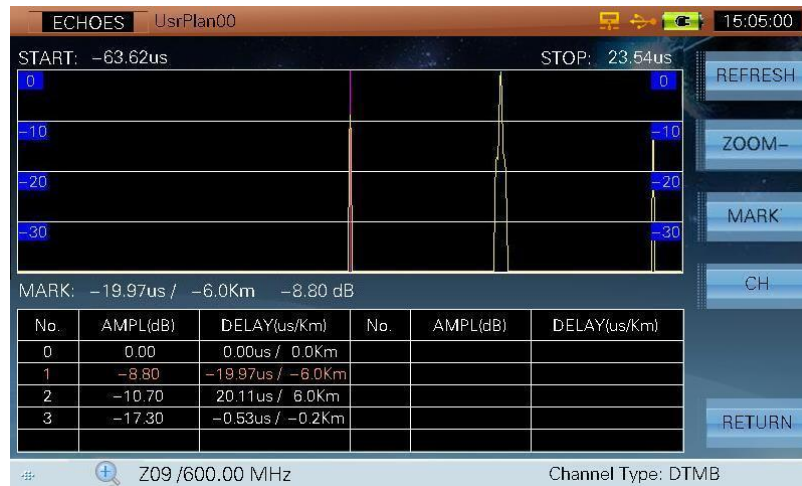 ECHOES UsrPlan00 15:05:00
START: −63.62us STOP: 23.54us
REFRESH
0 0
−10 −10
ZOOM−
−20 −20
MARK
−30 −30
MARK: −19.97us / −6.0Km −8.80 dB
CH
No. AMPL(dB) DELAY(us/Km) No. AMPL(dB) DELAY(us/Km)
0 0.00 0.00us / 0.0Km
1 −8.80 −19.97us / −6.0Km
2 −10.70 20.11us / 6.0Km
3 −17.30 −0.53us / −0.2Km
RETURN
Z09 /600.00 MHz Channel Type: DTMB